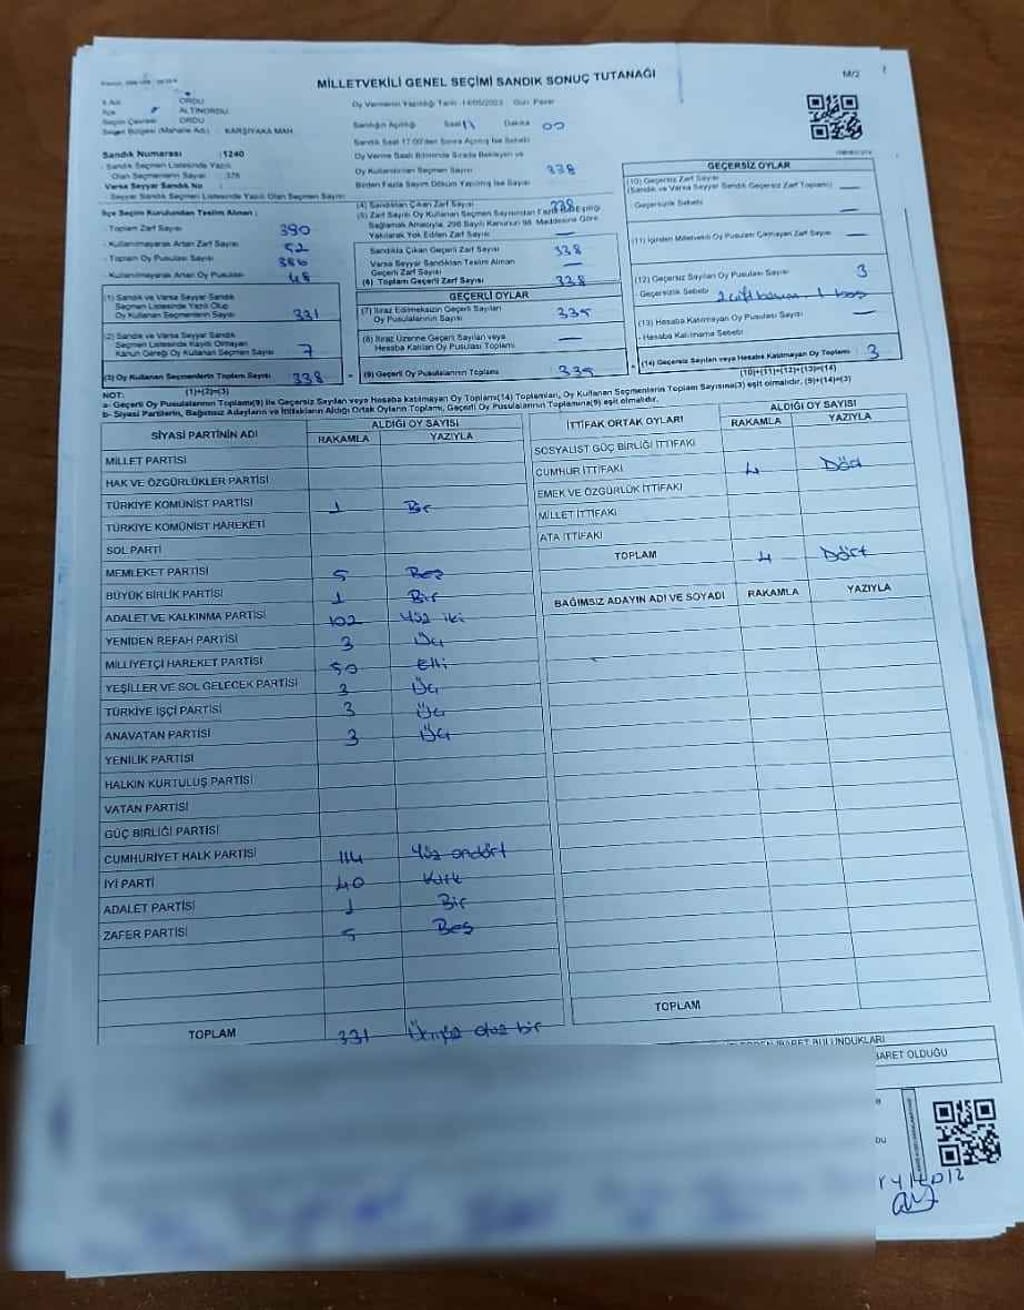 MİLLETVEKİLİ GENEL SEÇİMİ SANDIK SONUÇ TUTANAĞI
M/2
ORDU
Oy Vermenin Yapıldığı Tarih :14/05/2023 Gün: Pazar
ALTINORDU
Seçim Çevresi ORDU
Seçim Bölgesi (Mahalle Adı) : KARŞIYAKA MAH
Sandığın Açıldığı Saat 11 Dakika 00
Sandık Saat 17:00'den Sonra Açılmış İse Sebebi
Sandık Numarası :1240
Oy Verme Saati Bitiminde Sırada Bekleyen ve
Oy Kullandırılan Seçmen Sayısı 338
Sandık Seçmen Listesinde Yazılı
Olan Seçmenlerin Sayısı : 376
Birden Fazla Sayım Döküm Yapılmış İse Sayısı
Varsa Seyyar Sandık No
Seyyar Sandık Seçmen Listesinde Yazılı Olan Seçmen Sayısı
İlçe Seçim Kurulundan Teslim Alınan :
- Toplam Zarf Sayısı 390
- Kullanılmayarak Artan Zarf Sayısı 52
- Toplam Oy Pusulası Sayısı 386
- Kullanılmayarak Artan Oy Pusulası 48
(1) Sandık ve Varsa Seyyar Sandık
Seçmen Listesinde Yazılı Olup
Oy Kullanan Seçmenlerin Sayısı 331
(2) Sandık ve Varsa Seyyar Sandık
Seçmen Listesinde Kaydı Olmayan
Kanun Gereği Oy Kullanan Seçmen Sayısı 7
(3) Oy Kullanan Seçmenlerin Toplam Sayısı 338
(1)+(2)=(3)
(4) Sandıktan Çıkan Zarf Sayısı 338
(5) Zarf Sayısı Oy Kullanan Seçmen Sayısından Fazla İse Eşitliği
Sağlamak Amacıyla, 298 Sayılı Kanunun 98. Maddesine Göre
Yakılarak Yok Edilen Zarf Sayısı —
Sandıkta Çıkan Geçerli Zarf Sayısı 338
Varsa Seyyar Sandıktan Teslim Alınan
Geçerli Zarf Sayısı —
(6) Toplam Geçerli Zarf Sayısı 338
GEÇERLİ OYLAR
(7) İtiraz Edilmeksizin Geçerli Sayılan
Oy Pusulalarının Sayısı 335
(8) İtiraz Üzerine Geçerli Sayılan veya
Hesaba Katılan Oy Pusulası Toplamı —
(9) Geçerli Oy Pusulalarının Toplamı 335
GEÇERSİZ OYLAR
(10) Geçersiz Zarf Sayısı
(Sandık ve Varsa Seyyar Sandık Geçersiz Zarf Toplamı) —
Geçersizlik Sebebi —
(11) İçinden Milletvekili Oy Pusulası Çıkmayan Zarf Sayısı —
(12) Geçersiz Sayılan Oy Pusulası Sayısı 3
Geçersizlik Sebebi 2 çift basım 1 boş
(13) Hesaba Katılmayan Oy Pusulası Sayısı —
- Hesaba Katılmama Sebebi
(14) Geçersiz Sayılan veya Hesaba Katılmayan Oy Toplamı 3
(10)+(11)+(12)+(13)=(14)
NOT:
a- Geçerli Oy Pusulalarının Toplamı(9) ile Geçersiz Sayılan veya Hesaba katılmayan Oy Toplamı(14) Toplamları, Oy Kullanan Seçmenlerin Toplam Sayısına(3) eşit olmalıdır, (9)+(14)=(3)
b- Siyasi Partilerin, Bağımsız Adayların ve İttifakların Aldığı Ortak Oyların Toplamı, Geçerli Oy Pusulalarının Toplamına(9) eşit olmalıdır.
SİYASİ PARTİNİN ADI ALDIĞI OY SAYISI
RAKAMLA YAZIYLA
MİLLET PARTİSİ
HAK VE ÖZGÜRLÜKLER PARTİSİ
TÜRKİYE KOMÜNİST PARTİSİ 1 Bir
TÜRKİYE KOMÜNİST HAREKETİ
SOL PARTİ
MEMLEKET PARTİSİ 5 Beş
BÜYÜK BİRLİK PARTİSİ 1 Bir
ADALET VE KALKINMA PARTİSİ 102 Yüz iki
YENİDEN REFAH PARTİSİ 3 Üç
MİLLİYETÇİ HAREKET PARTİSİ 50 Elli
YEŞİLLER VE SOL GELECEK PARTİSİ 3 Üç
TÜRKİYE İŞÇİ PARTİSİ 3 Üç
ANAVATAN PARTİSİ 3 Üç
YENİLİK PARTİSİ
HALKIN KURTULUŞ PARTİSİ
VATAN PARTİSİ
GÜÇ BİRLİĞİ PARTİSİ
CUMHURİYET HALK PARTİSİ 114 Yüz ondört
İYİ PARTİ 40 Kırk
ADALET PARTİSİ 1 Bir
ZAFER PARTİSİ 5 Beş
TOPLAM 331 Üçyüz otuz bir
İTTİFAK ORTAK OYLARI ALDIĞI OY SAYISI
RAKAMLA YAZIYLA
SOSYALİST GÜÇ BİRLİĞİ İTTİFAKI
CUMHUR İTTİFAKI 4 Dört
EMEK VE ÖZGÜRLÜK İTTİFAKI
MİLLET İTTİFAKI
ATA İTTİFAKI
TOPLAM 4 Dört
BAĞIMSIZ ADAYIN ADI VE SOYADI RAKAMLA YAZIYLA
TOPLAM
BULUNDUKLARI
BARET OLDUĞU